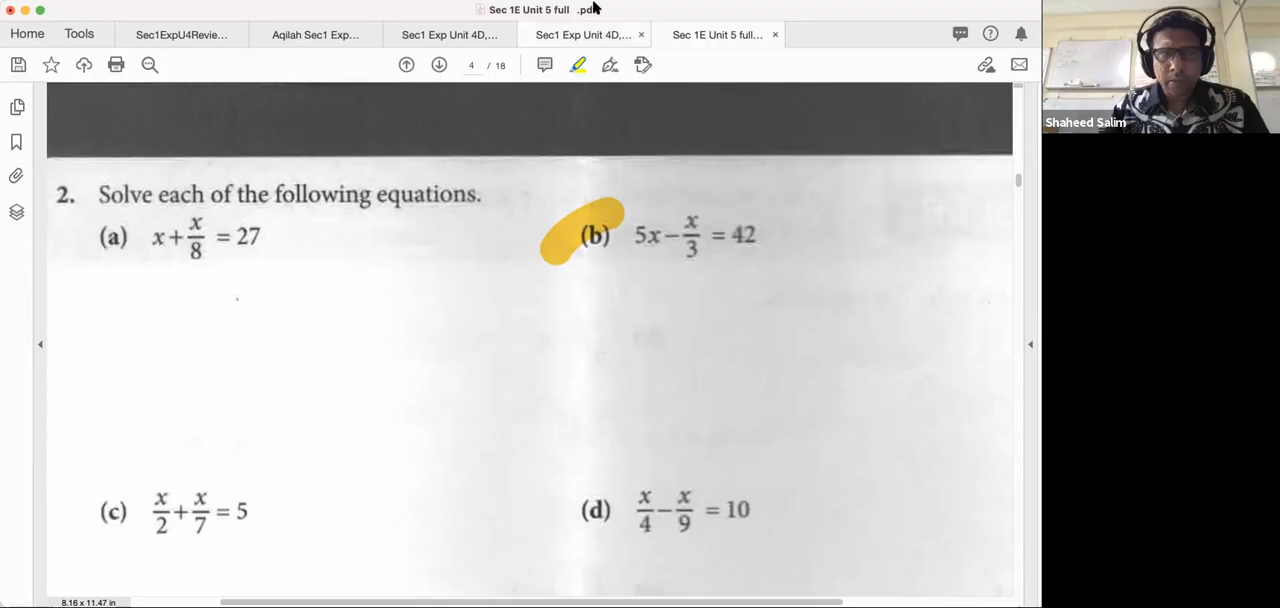 Sec 1E Unit 5 full .pdf
Home Tools Sec1ExpU4Revie... Aqilah Sec1 Exp... Sec1 Exp Unit 4D,... Sec1 Exp Unit 4D,... × Sec 1E Unit 5 full... ×
4 / 18
Shaheed Salim
2. Solve each of the following equations.
(a) x + x/8 = 27 (b) 5x − x/3 = 42
(c) x/2 + x/7 = 5 (d) x/4 − x/9 = 10
8.16 x 11.47 in